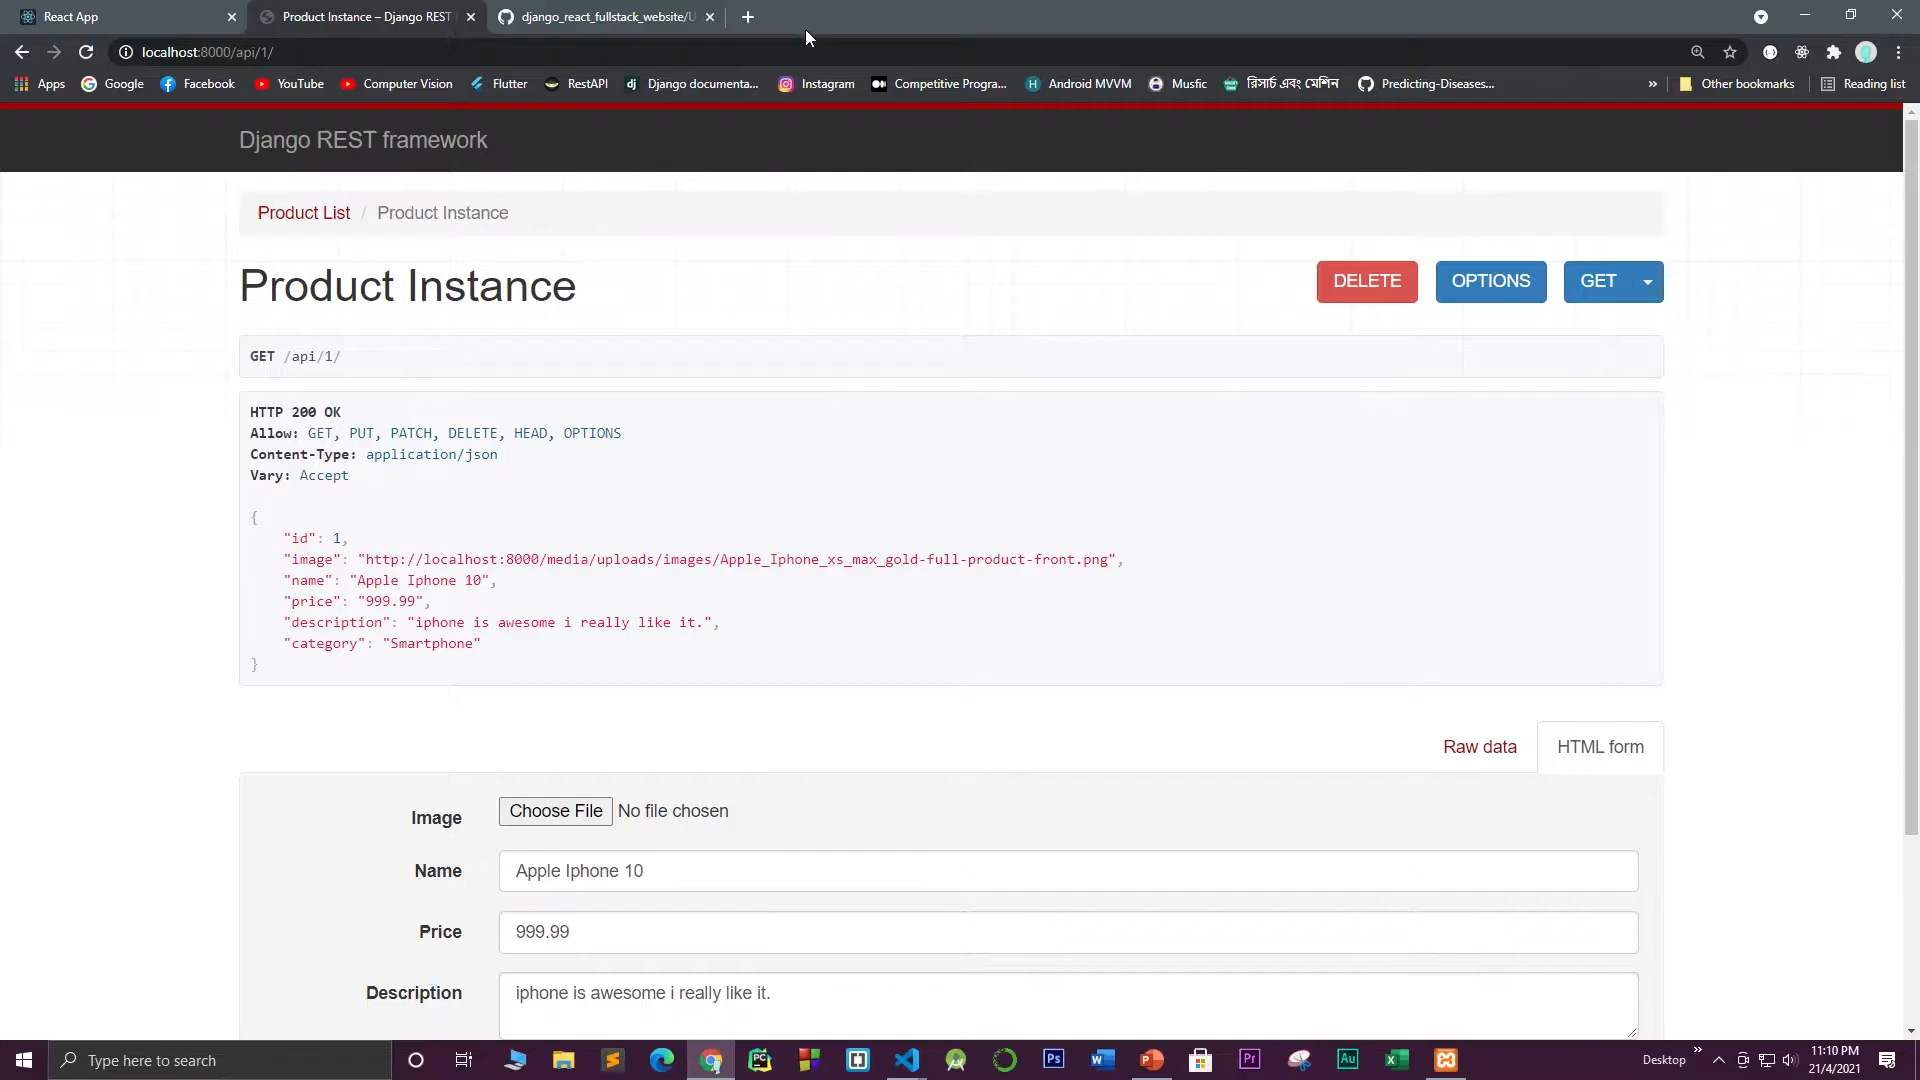 React App
Product Instance – Django REST
django_react_fullstack_website/U
localhost:8000/api/1/
Apps
Google
Facebook
YouTube
Computer Vision
Flutter
RestAPI
dj Django documenta...
Instagram
Competitive Progra...
H Android MVVM
Musfic
রিসার্চ এবং মেশিন
Predicting-Diseases...
»
Other bookmarks
Reading list
Django REST framework
Product List / Product Instance
Product Instance
DELETE
OPTIONS
GET
GET /api/1/
HTTP 200 OK
Allow: GET, PUT, PATCH, DELETE, HEAD, OPTIONS
Content-Type: application/json
Vary: Accept
{
"id": 1,
"image": "http://localhost:8000/media/uploads/images/Apple_Iphone_xs_max_gold-full-product-front.png",
"name": "Apple Iphone 10",
"price": "999.99",
"description": "iphone is awesome i really like it.",
"category": "Smartphone"
}
Raw data
HTML form
Image
Choose File No file chosen
Name
Apple Iphone 10
Price
999.99
Description
iphone is awesome i really like it.
Type here to search
PC
Ps
W
P
Pr
Au
X
Desktop »
11:10 PM
21/4/2021